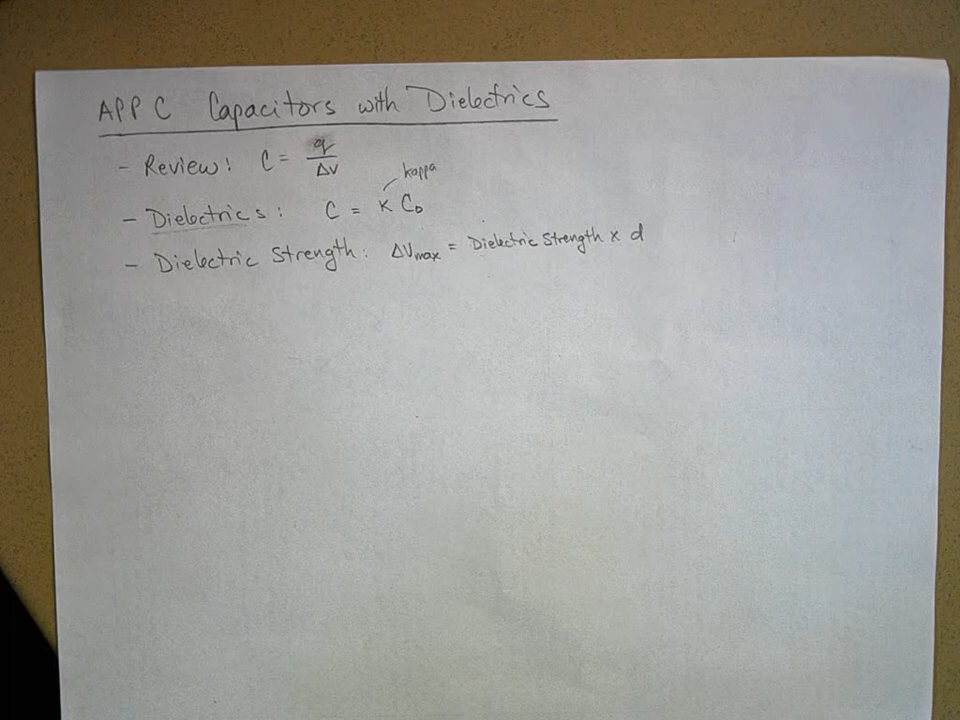 APP C Capacitors with Dielectrics
- Review: C = q/ΔV
kappa
- Dielectrics: C = κ C₀
- Dielectric Strength: ΔVmax = Dielectric Strength x d